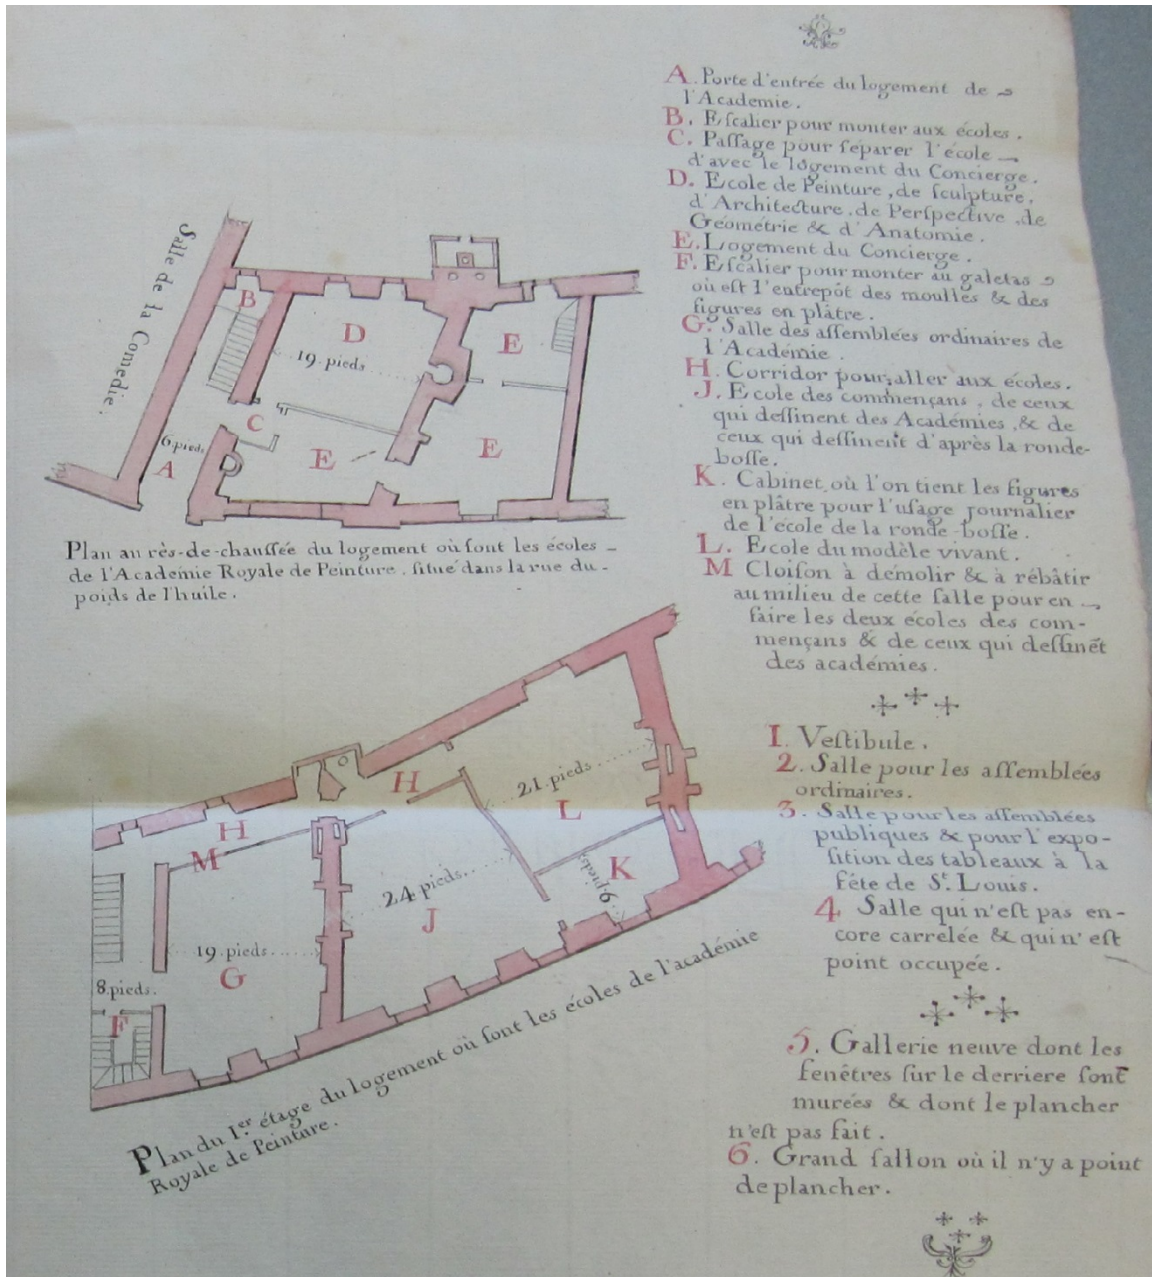 A. Porte d'entrée du logement de
l'Academie.
B. Eſcalier pour monter aux écoles.
C. Paſſage pour ſéparer l'école
d'avec le logement du Concierge.
D. Ecole de Peinture, de ſculpture,
d'Architecture, de Perſpective, de
Géométrie & d'Anatomie.
E. Logement du Concierge.
F. Eſcalier pour monter au galetas
où eſt l'entrepôt des moulles & des
figures en plâtre.
G. Salle des aſſemblées ordinaires de
l'Académie.
H. Corridor pour aller aux écoles.
J. Ecole des commençans, de ceux
qui deſſinent des Académies, & de
ceux qui deſſinent d'après la ronde-
boſſe.
K. Cabinet où l'on tient les figures
en plâtre pour l'uſage journalier
de l'école de la ronde-boſſe.
L. Ecole du modèle vivant.
M Cloiſon à démolir & à rébâtir
au milieu de cette ſalle pour en
faire les deux écoles des com-
mençans & de ceux qui deſſinẽt
des académies.
1. Veſtibule.
2. Salle pour les aſſemblées
ordinaires.
3. Salle pour les aſſemblées
publiques & pour l'expo-
ſition des tableaux à la
fête de St. Louis.
4 Salle qui n'eſt pas en-
core carrelée & qui n'eſt
point occupée.
5. Gallerie neuve dont les
fenêtres ſur le derriere ſont
murées & dont le plancher
n'eſt pas fait.
6. Grand ſallon où il n'y a point
de plancher.
Salle de la Comedie.
B
D
19. pieds
E
C
6. pieds
A
E
E
Plan au rès-de-chauſſée du logement où ſont les écoles
de l'Academie Royale de Peinture, ſitué dans la rue du
poids de l'huile.
H
21. pieds
L
H
M
K
9. pieds
24. pieds
J
19. pieds
G
8. pieds.
F
Plan du 1er étage du logement où ſont les écoles de l'académie
Royale de Peinture.